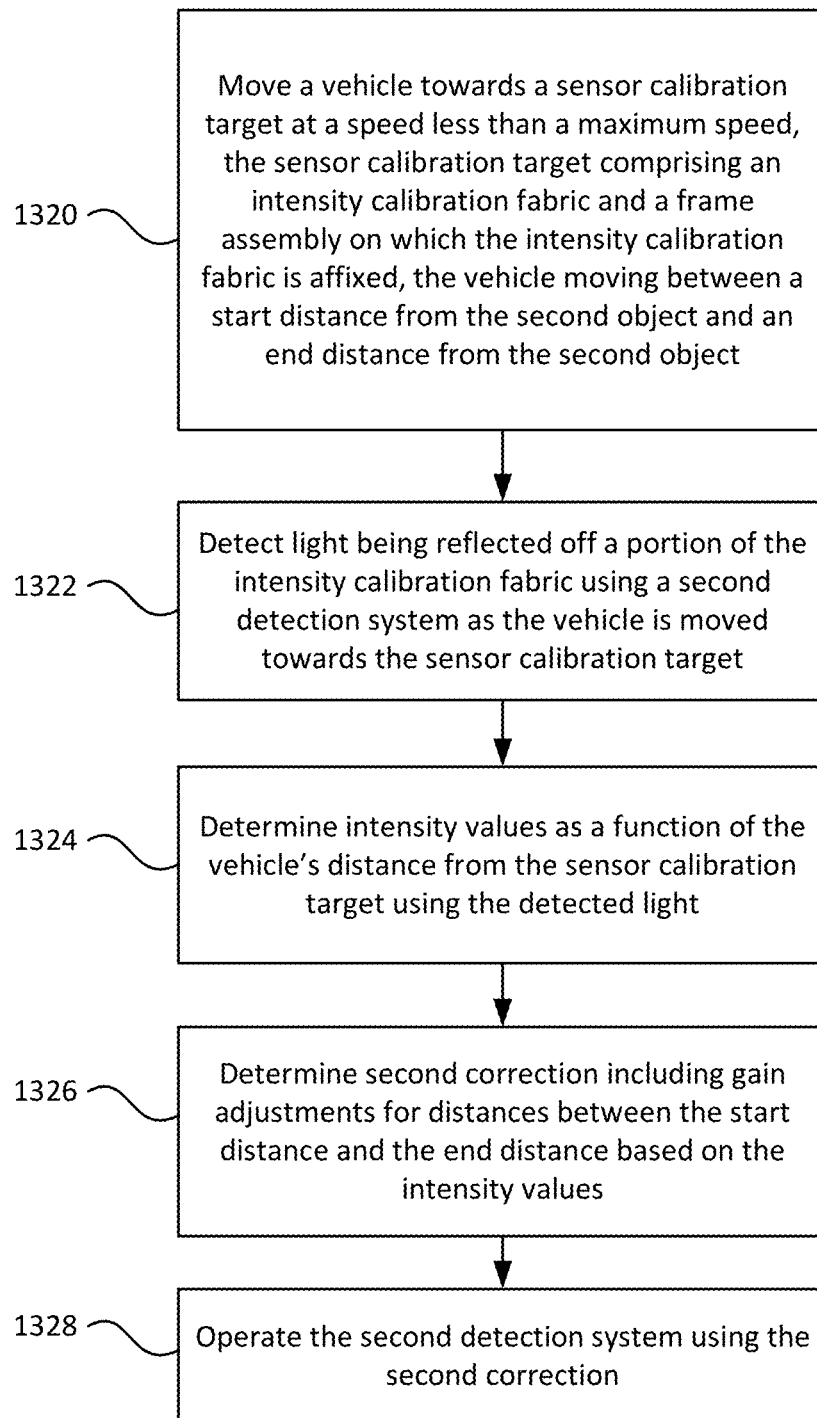 Move a vehicle towards a sensor calibration
target at a speed less than a maximum speed,
the sensor calibration target comprising an
intensity calibration fabric and a frame
assembly on which the intensity calibration
fabric is affixed, the vehicle moving between a
start distance from the second object and an
end distance from the second object
1320
Detect light being reflected off a portion of the
intensity calibration fabric using a second
detection system as the vehicle is moved
towards the sensor calibration target
1322
Determine intensity values as a function of the
vehicle’s distance from the sensor calibration
target using the detected light
1324
Determine second correction including gain
adjustments for distances between the start
distance and the end distance based on the
intensity values
1326
Operate the second detection system using the
second correction
1328